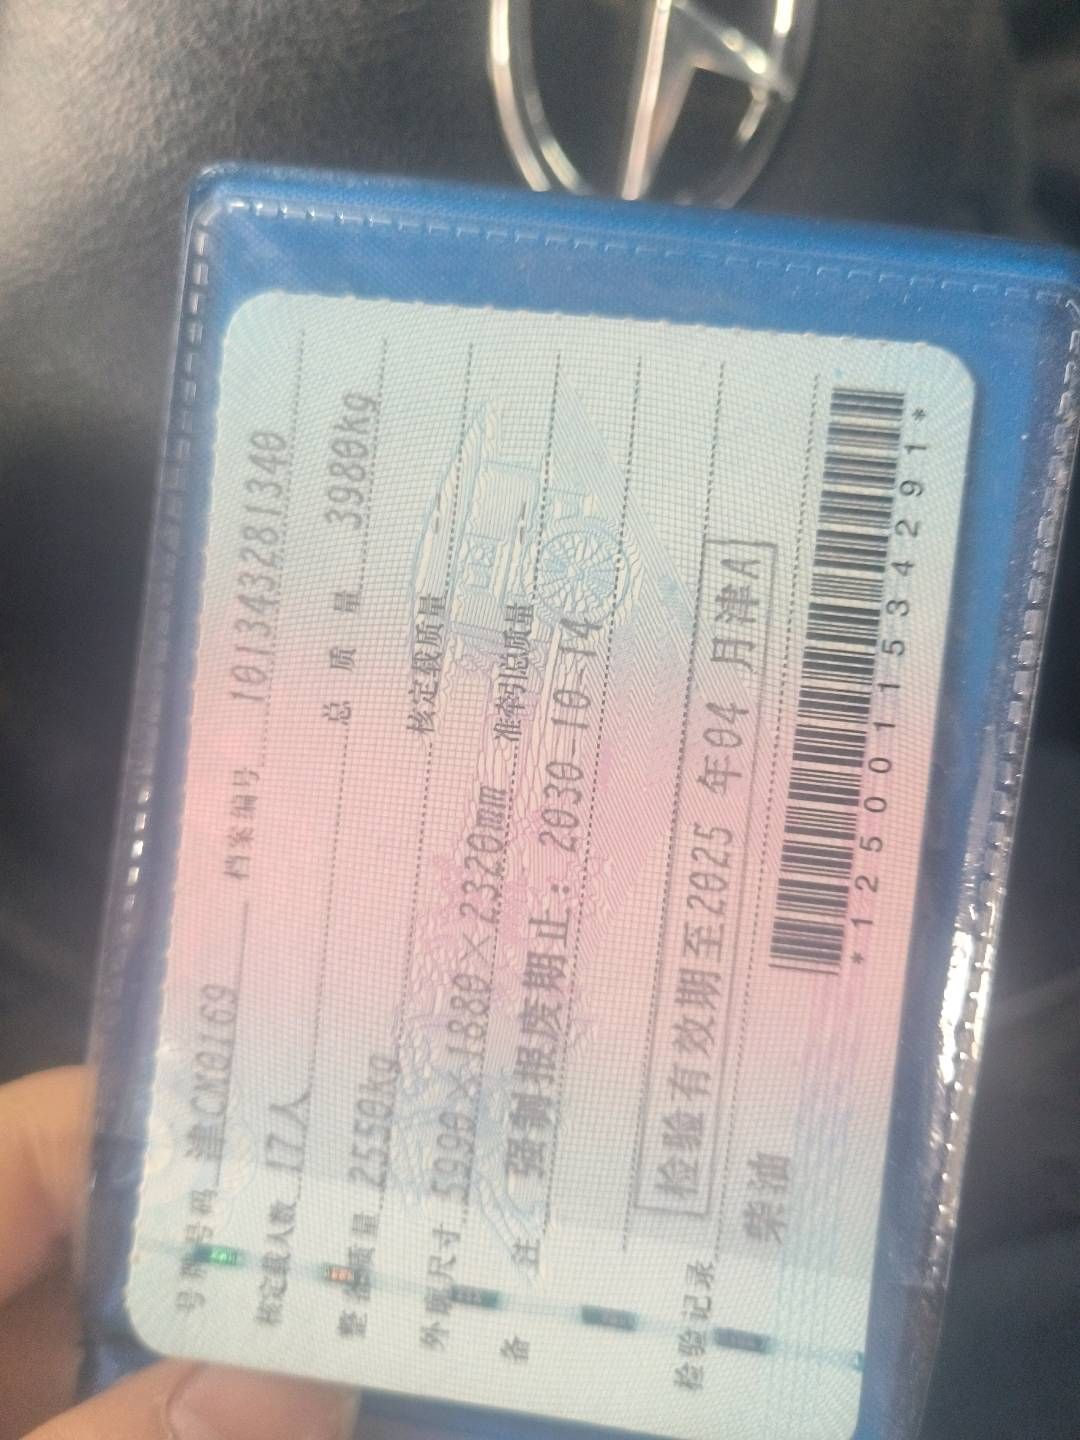 号牌号码 津CM0169 档案编号 101343281340
核定载人数 17人 总质量 3980kg
整备质量 2550kg 核定载质量 --
外廓尺寸 5990×1880×2320mm 准牵引总质量 --
备注 强制报废期止:2030-10-14
检验记录 检验有效期至2025年04月津A
柴油
*1250011534291*